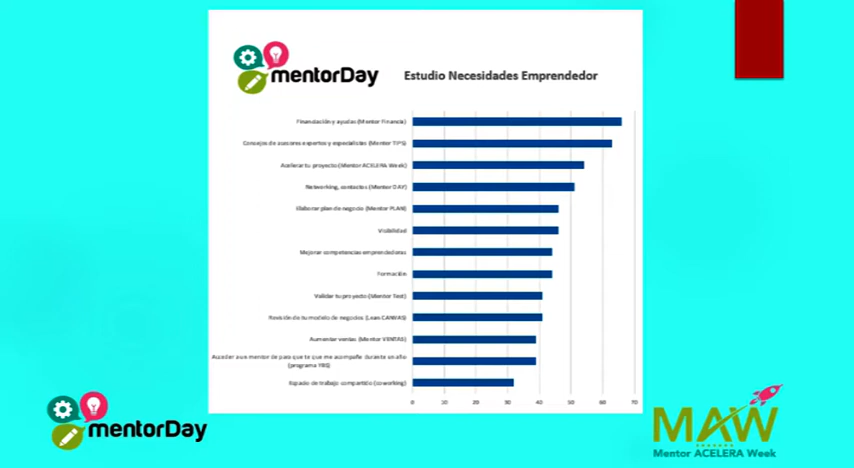 mentorDay
Estudio Necesidades Emprendedor
Financiación y ayudas (Mentor Financia)
Consejos de asesores expertos y especialistas (Mentor TIPS)
Acelerar tu proyecto (Mentor ACELERA Week)
Networking, contactos (Mentor DAY)
Elaborar plan de negocio (Mentor PLAN)
Visibilidad
Mejorar competencias emprendedoras
Formación
Validar tu proyecto (Mentor Test)
Revisión de tu modelo de negocios (Lean CANVAS)
Aumentar ventas (Mentor VENTAS)
Acceder a un mentor de para que te que me acompañe durante un año
(programa YBS)
Espacio de trabajo compartido (coworking)
0 10 20 30 40 50 60 70
mentorDay
MAW
Mentor ACELERA Week